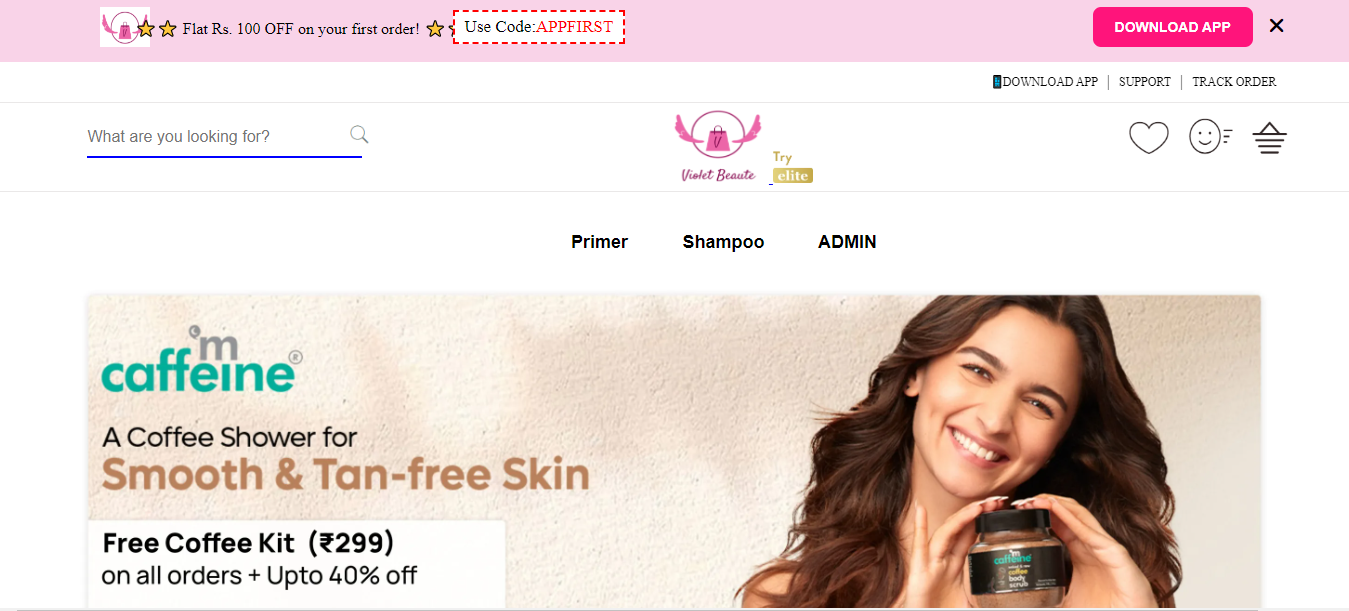 Flat Rs. 100 OFF on your first order!
Use Code:APPFIRST
DOWNLOAD APP
DOWNLOAD APP | SUPPORT | TRACK ORDER
What are you looking for?
V
Violet Beaute
Try
elite
Primer
Shampoo
ADMIN
'm
caffeine®
A Coffee Shower for
Smooth & Tan-free Skin
Free Coffee Kit (₹299)
on all orders + Upto 40% off
'm
caffeine
coffee
body
scrub